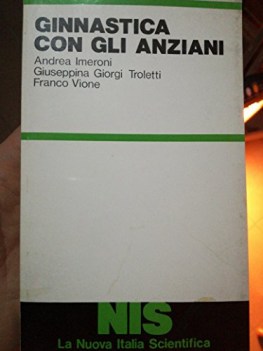 GINNASTICA
CON GLI ANZIANI
Andrea Imeroni
Giuseppina Giorgi Troletti
Franco Vione
NIS
La Nuova Italia Scientifica